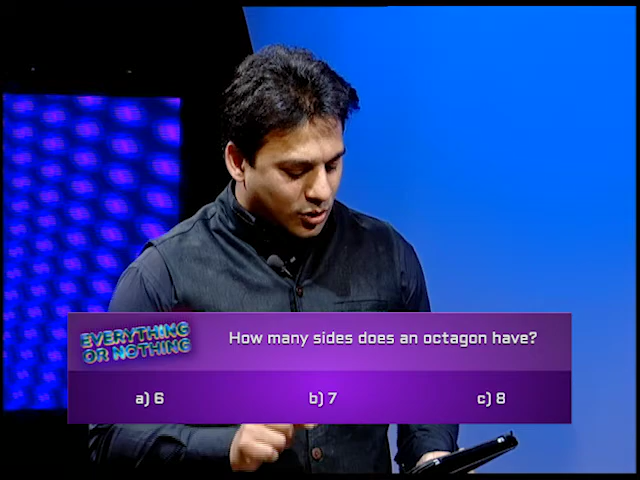 EVERYTHING
OR NOTHING
How many sides does an octagon have?
a) 6 b) 7 c) 8